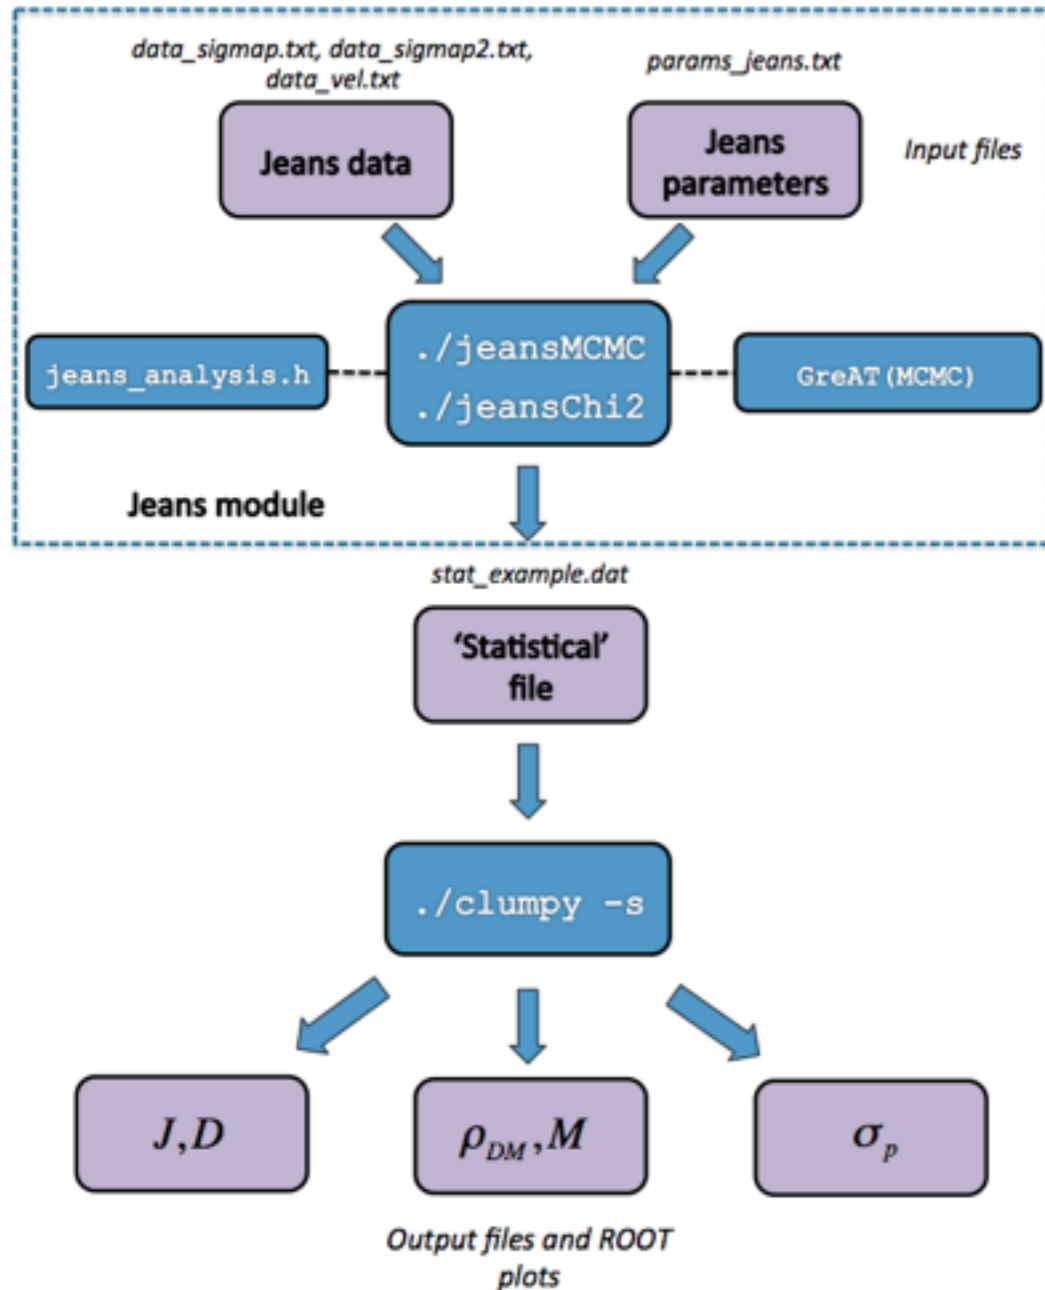 data_sigmap.txt, data_sigmap2.txt,
data_vel.txt
params_jeans.txt
Jeans data
Jeans
parameters
Input files
./jeansMCMC
./jeansChi2
jeans_analysis.h
GreAT(MCMC)
Jeans module
stat_example.dat
‘Statistical’
file
./clumpy -s
J,D
ρDM,M
σp
Output files and ROOT
plots